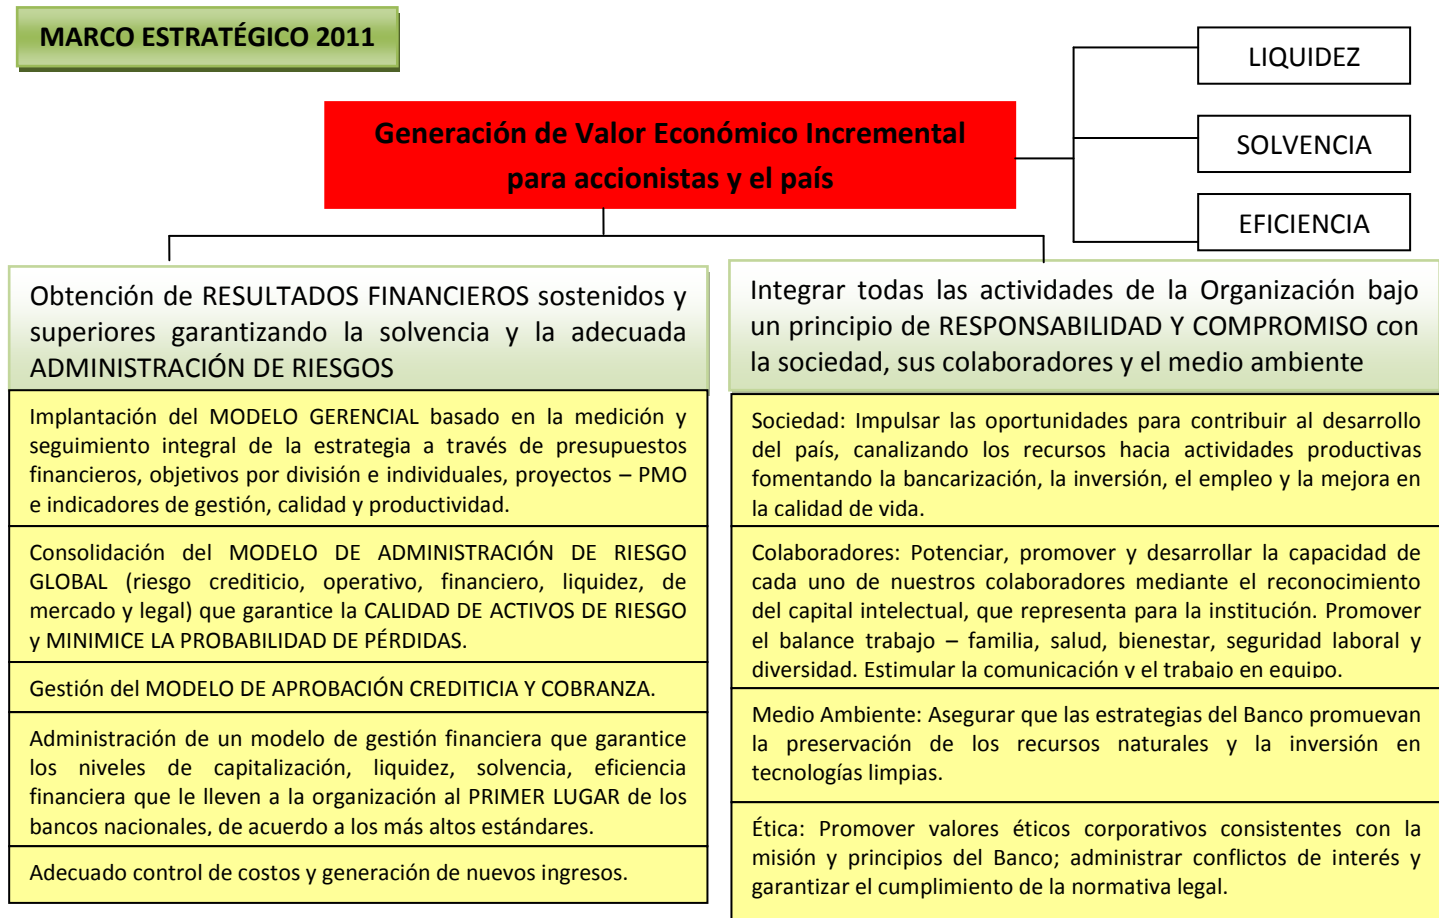 MARCO ESTRATÉGICO 2011
LIQUIDEZ
SOLVENCIA
EFICIENCIA
Generación de Valor Económico Incremental
para accionistas y el país
Obtención de RESULTADOS FINANCIEROS sostenidos y
superiores garantizando la solvencia y la adecuada
ADMINISTRACIÓN DE RIESGOS
Implantación del MODELO GERENCIAL basado en la medición y
seguimiento integral de la estrategia a través de presupuestos
financieros, objetivos por división e individuales, proyectos – PMO
e indicadores de gestión, calidad y productividad.
Consolidación del MODELO DE ADMINISTRACIÓN DE RIESGO
GLOBAL (riesgo crediticio, operativo, financiero, liquidez, de
mercado y legal) que garantice la CALIDAD DE ACTIVOS DE RIESGO
y MINIMICE LA PROBABILIDAD DE PÉRDIDAS.
Gestión del MODELO DE APROBACIÓN CREDITICIA Y COBRANZA.
Administración de un modelo de gestión financiera que garantice
los niveles de capitalización, liquidez, solvencia, eficiencia
financiera que le lleven a la organización al PRIMER LUGAR de los
bancos nacionales, de acuerdo a los más altos estándares.
Adecuado control de costos y generación de nuevos ingresos.
Integrar todas las actividades de la Organización bajo
un principio de RESPONSABILIDAD Y COMPROMISO con
la sociedad, sus colaboradores y el medio ambiente
Sociedad: Impulsar las oportunidades para contribuir al desarrollo
del país, canalizando los recursos hacia actividades productivas
fomentando la bancarización, la inversión, el empleo y la mejora en
la calidad de vida.
Colaboradores: Potenciar, promover y desarrollar la capacidad de
cada uno de nuestros colaboradores mediante el reconocimiento
del capital intelectual, que representa para la institución. Promover
el balance trabajo – familia, salud, bienestar, seguridad laboral y
diversidad. Estimular la comunicación y el trabajo en equipo.
Medio Ambiente: Asegurar que las estrategias del Banco promuevan
la preservación de los recursos naturales y la inversión en
tecnologías limpias.
Ética: Promover valores éticos corporativos consistentes con la
misión y principios del Banco; administrar conflictos de interés y
garantizar el cumplimiento de la normativa legal.